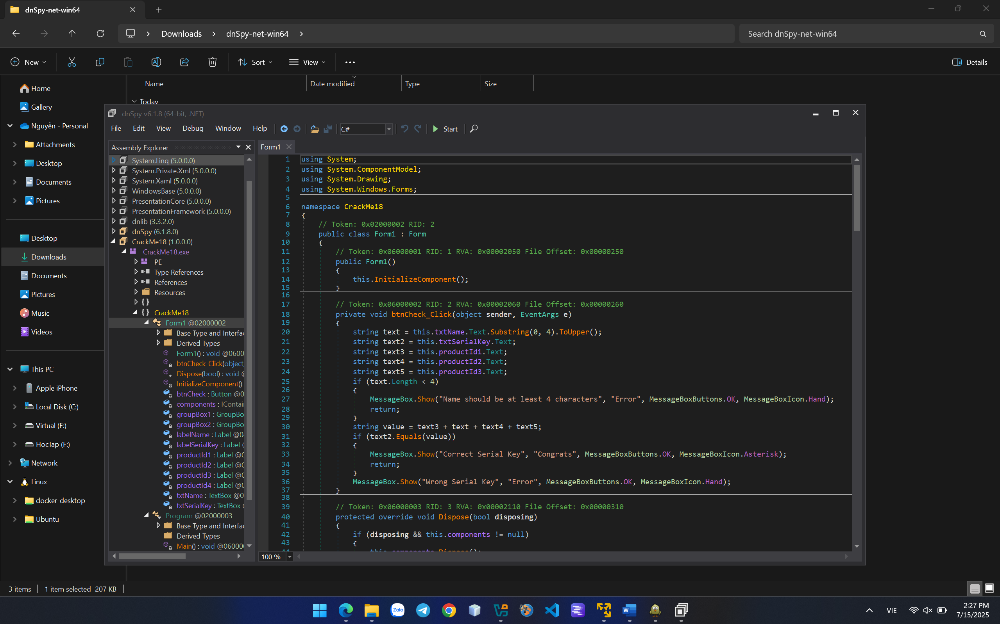 dnSpy-net-win64
Downloads
dnSpy-net-win64
Search dnSpy-net-win64
New
Sort
View
Details
Name
Date modified
Type
Size
Today
Home
Gallery
Nguyễn - Personal
Attachments
Desktop
Documents
Pictures
Desktop
Downloads
Documents
Pictures
Music
Videos
This PC
Apple iPhone
Local Disk (C:)
Virtual (E:)
HocTap (F:)
Network
Linux
docker-desktop
Ubuntu
dnSpy v6.1.8 (64-bit, .NET)
File Edit View Debug Window Help C# Start
Assembly Explorer
System.Linq (5.0.0.0)
System.Private.Xml (5.0.0.0)
System.Xaml (5.0.0.0)
WindowsBase (5.0.0.0)
PresentationCore (5.0.0.0)
PresentationFramework (5.0.0.0)
dnlib (3.3.2.0)
dnSpy (6.1.8.0)
CrackMe18 (1.0.0.0)
CrackMe18.exe
PE
Type References
References
Resources
{ } -
{ } CrackMe18
Form1 @02000002
Base Type and Interfac
Derived Types
Form1() : void @0600
btnCheck_Click(object,
Dispose(bool) : void @
InitializeComponent()
btnCheck : Button @0
components : IContai
groupBox1 : GroupBo
groupBox2 : GroupBo
labelName : Label @04
labelSerialKey : Label @
productId1 : Label @0
productId2 : Label @0
productId3 : Label @0
productId4 : Label @0
txtName : TextBox @04
txtSerialKey : TextBox
Program @02000003
Base Type and Interfac
Derived Types
Main() : void @060000
Form1
1 using System;
2 using System.ComponentModel;
3 using System.Drawing;
4 using System.Windows.Forms;
5
6 namespace CrackMe18
7 {
8 // Token: 0x02000002 RID: 2
9 public class Form1 : Form
10 {
11 // Token: 0x06000001 RID: 1 RVA: 0x00002050 File Offset: 0x00000250
12 public Form1()
13 {
14 this.InitializeComponent();
15 }
16
17 // Token: 0x06000002 RID: 2 RVA: 0x00002060 File Offset: 0x00000260
18 private void btnCheck_Click(object sender, EventArgs e)
19 {
20 string text = this.txtName.Text.Substring(0, 4).ToUpper();
21 string text2 = this.txtSerialKey.Text;
22 string text3 = this.productId1.Text;
23 string text4 = this.productId2.Text;
24 string text5 = this.productId3.Text;
25 if (text.Length < 4)
26 {
27 MessageBox.Show("Name should be at least 4 characters", "Error", MessageBoxButtons.OK, MessageBoxIcon.Hand);
28 return;
29 }
30 string value = text3 + text + text4 + text5;
31 if (text2.Equals(value))
32 {
33 MessageBox.Show("Correct Serial Key", "Congrats", MessageBoxButtons.OK, MessageBoxIcon.Asterisk);
34 return;
35 }
36 MessageBox.Show("Wrong Serial Key", "Error", MessageBoxButtons.OK, MessageBoxIcon.Hand);
37 }
38
39 // Token: 0x06000003 RID: 3 RVA: 0x00002110 File Offset: 0x00000310
40 protected override void Dispose(bool disposing)
41 {
42 if (disposing && this.components != null)
43 {
44 this.components.Dispose();
100 %
3 items
1 item selected 207 KB
Zalo
VIE
2:27 PM
7/15/2025